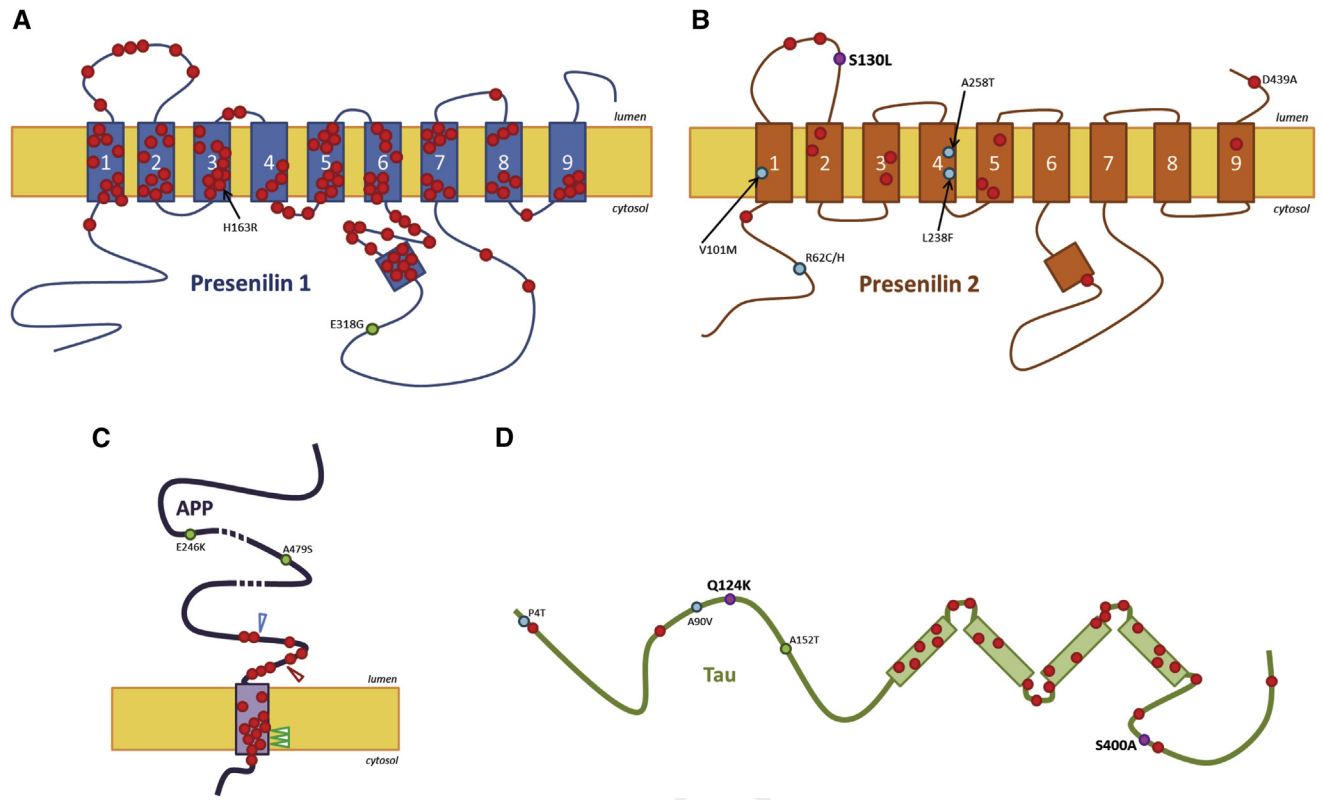 A
lumen
1
2
3
4
5
6
7
8
9
cytosol
H163R
Presenilin 1
E318G
B
S130L
A258T
D439A
lumen
1
2
3
4
5
6
7
8
9
cytosol
V101M
L238F
R62C/H
Presenilin 2
C
APP
E246K
A479S
lumen
cytosol
D
Q124K
P4T
A90V
A152T
Tau
S400A